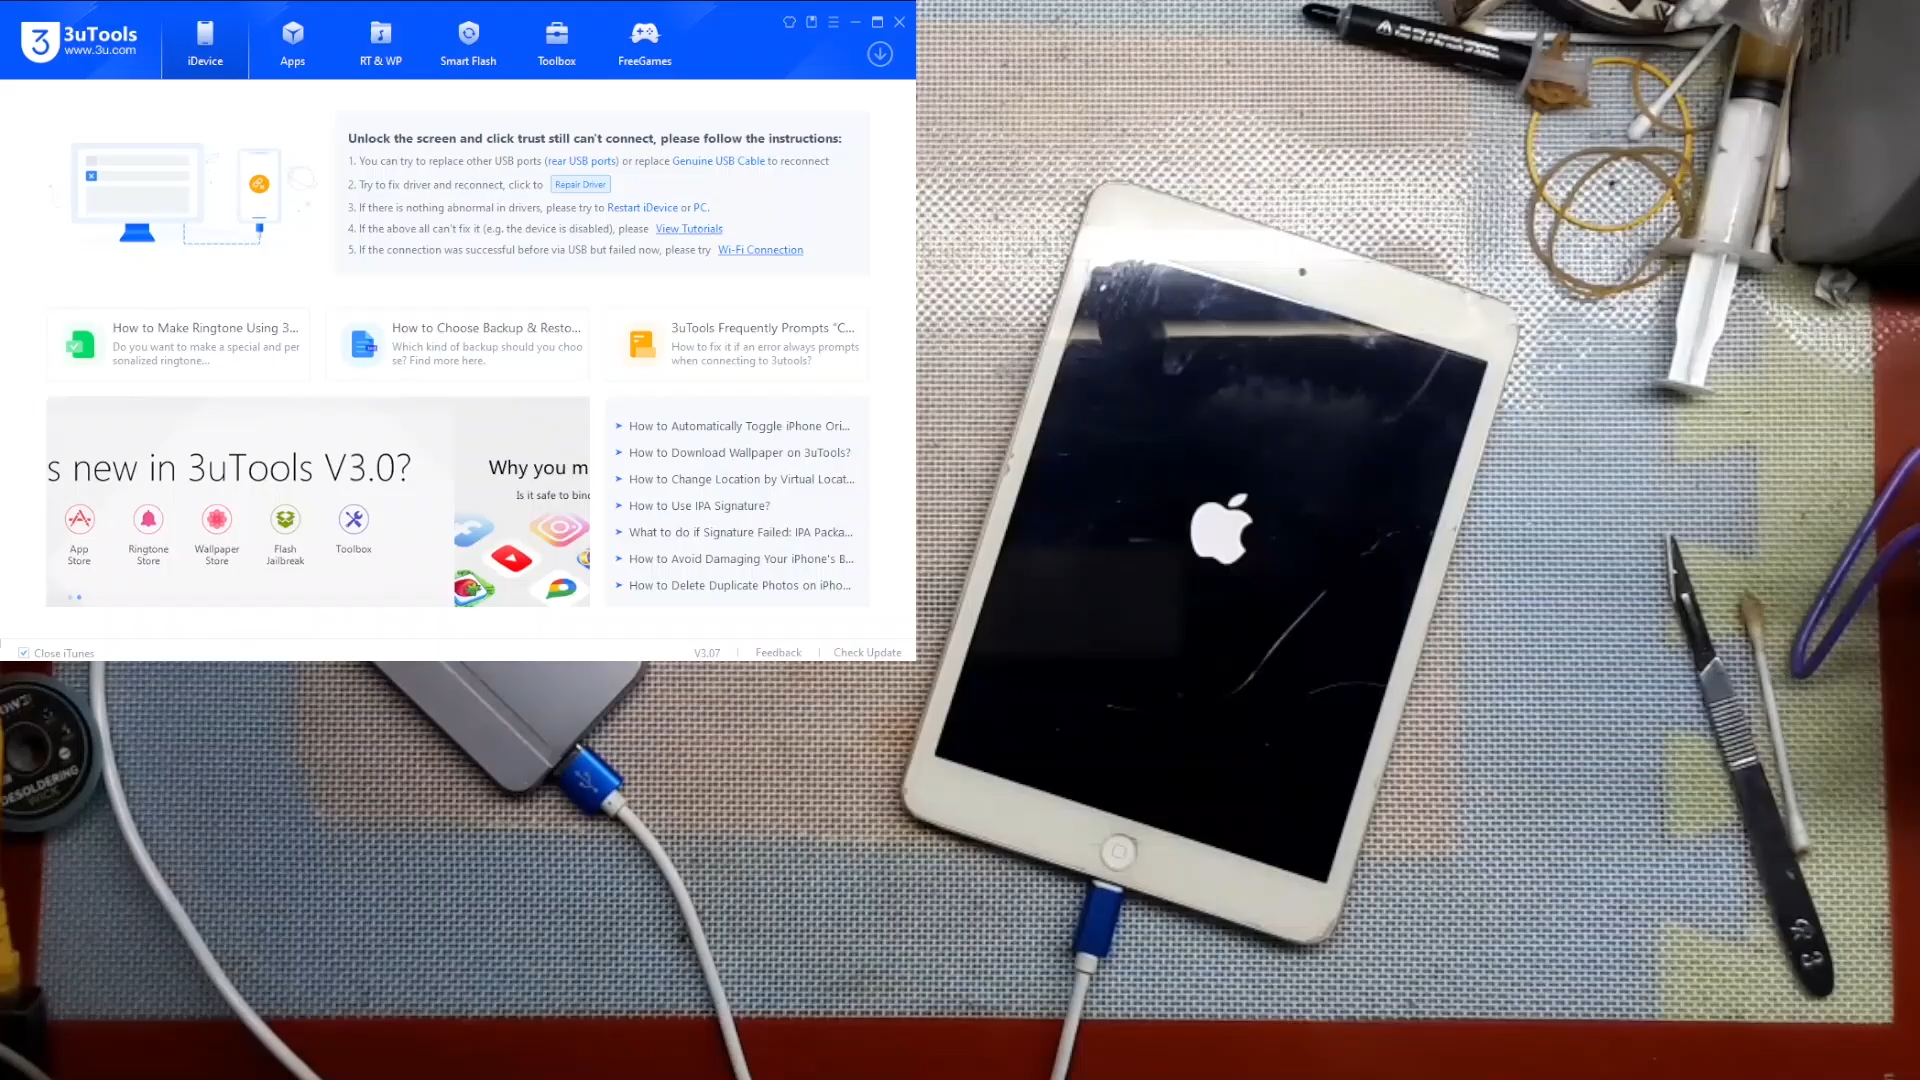 3uTools
www.3u.com
iDevice
Apps
RT & WP
Smart Flash
Toolbox
FreeGames
Unlock the screen and click trust still can't connect, please follow the instructions:
1. You can try to replace other USB ports (rear USB ports) or replace Genuine USB Cable to reconnect
2. Try to fix driver and reconnect, click to Repair Driver
3. If there is nothing abnormal in drivers, please try to Restart iDevice or PC.
4. If the above all can't fix it (e.g. the device is disabled), please View Tutorials
5. If the connection was successful before via USB but failed now, please try Wi-Fi Connection
How to Make Ringtone Using 3...
Do you want to make a special and per
sonalized ringtone...
How to Choose Backup & Resto...
Which kind of backup should you choo
se? Find more here.
3uTools Frequently Prompts "C...
How to fix it if an error always prompts
when connecting to 3utools?
s new in 3uTools V3.0?
App
Store
Ringtone
Store
Wallpaper
Store
Flash
Jailbreak
Toolbox
Why you m
Is it safe to bind
How to Automatically Toggle iPhone Ori...
How to Download Wallpaper on 3uTools?
How to Change Location by Virtual Locat...
How to Use IPA Signature?
What to do if Signature Failed: IPA Packa...
How to Avoid Damaging Your iPhone's B...
How to Delete Duplicate Photos on iPho...
Close iTunes
V3.07
Feedback
Check Update
DESOLDERING
WICK
3